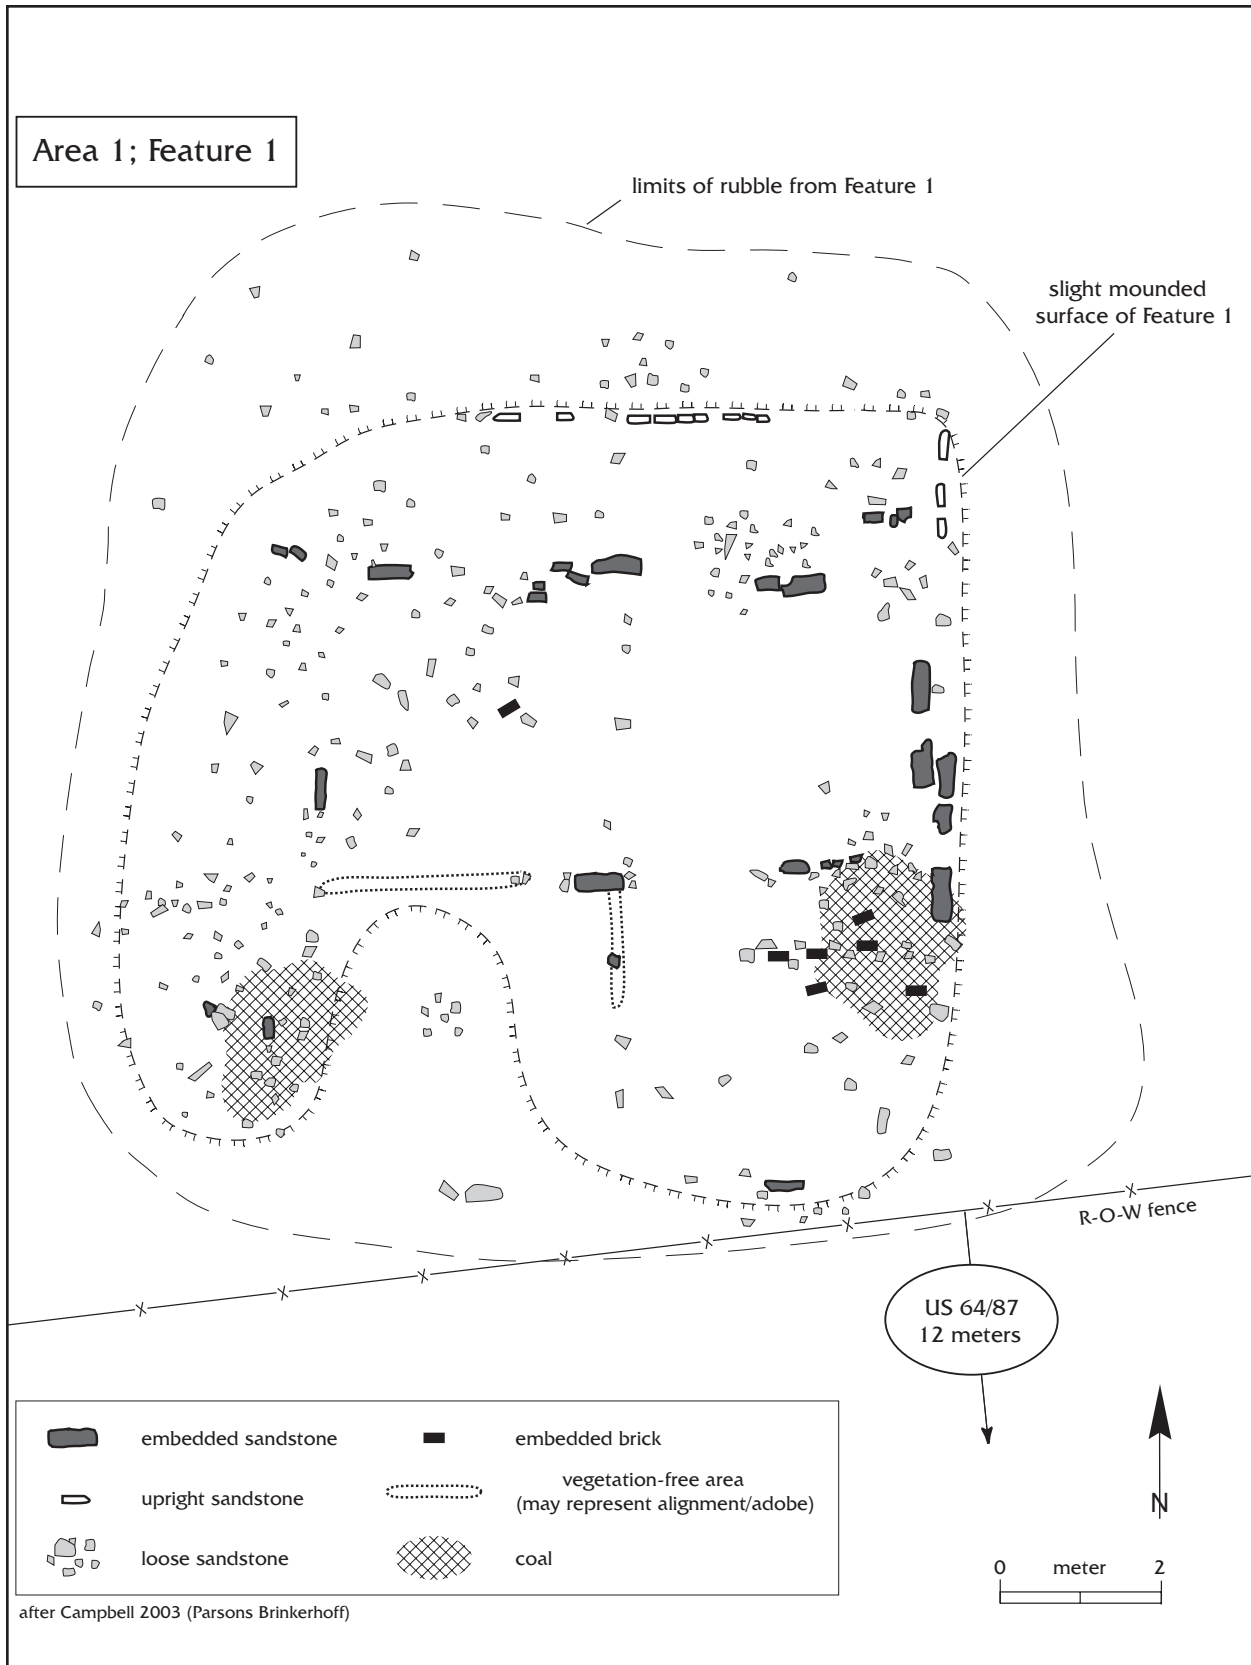 Area 1; Feature 1
limits of rubble from Feature 1
slight mounded
surface of Feature 1
R-O-W fence
US 64/87
12 meters
embedded sandstone
embedded brick
upright sandstone
vegetation-free area
(may represent alignment/adobe)
loose sandstone
coal
N
0 meter 2
after Campbell 2003 (Parsons Brinkerhoff)